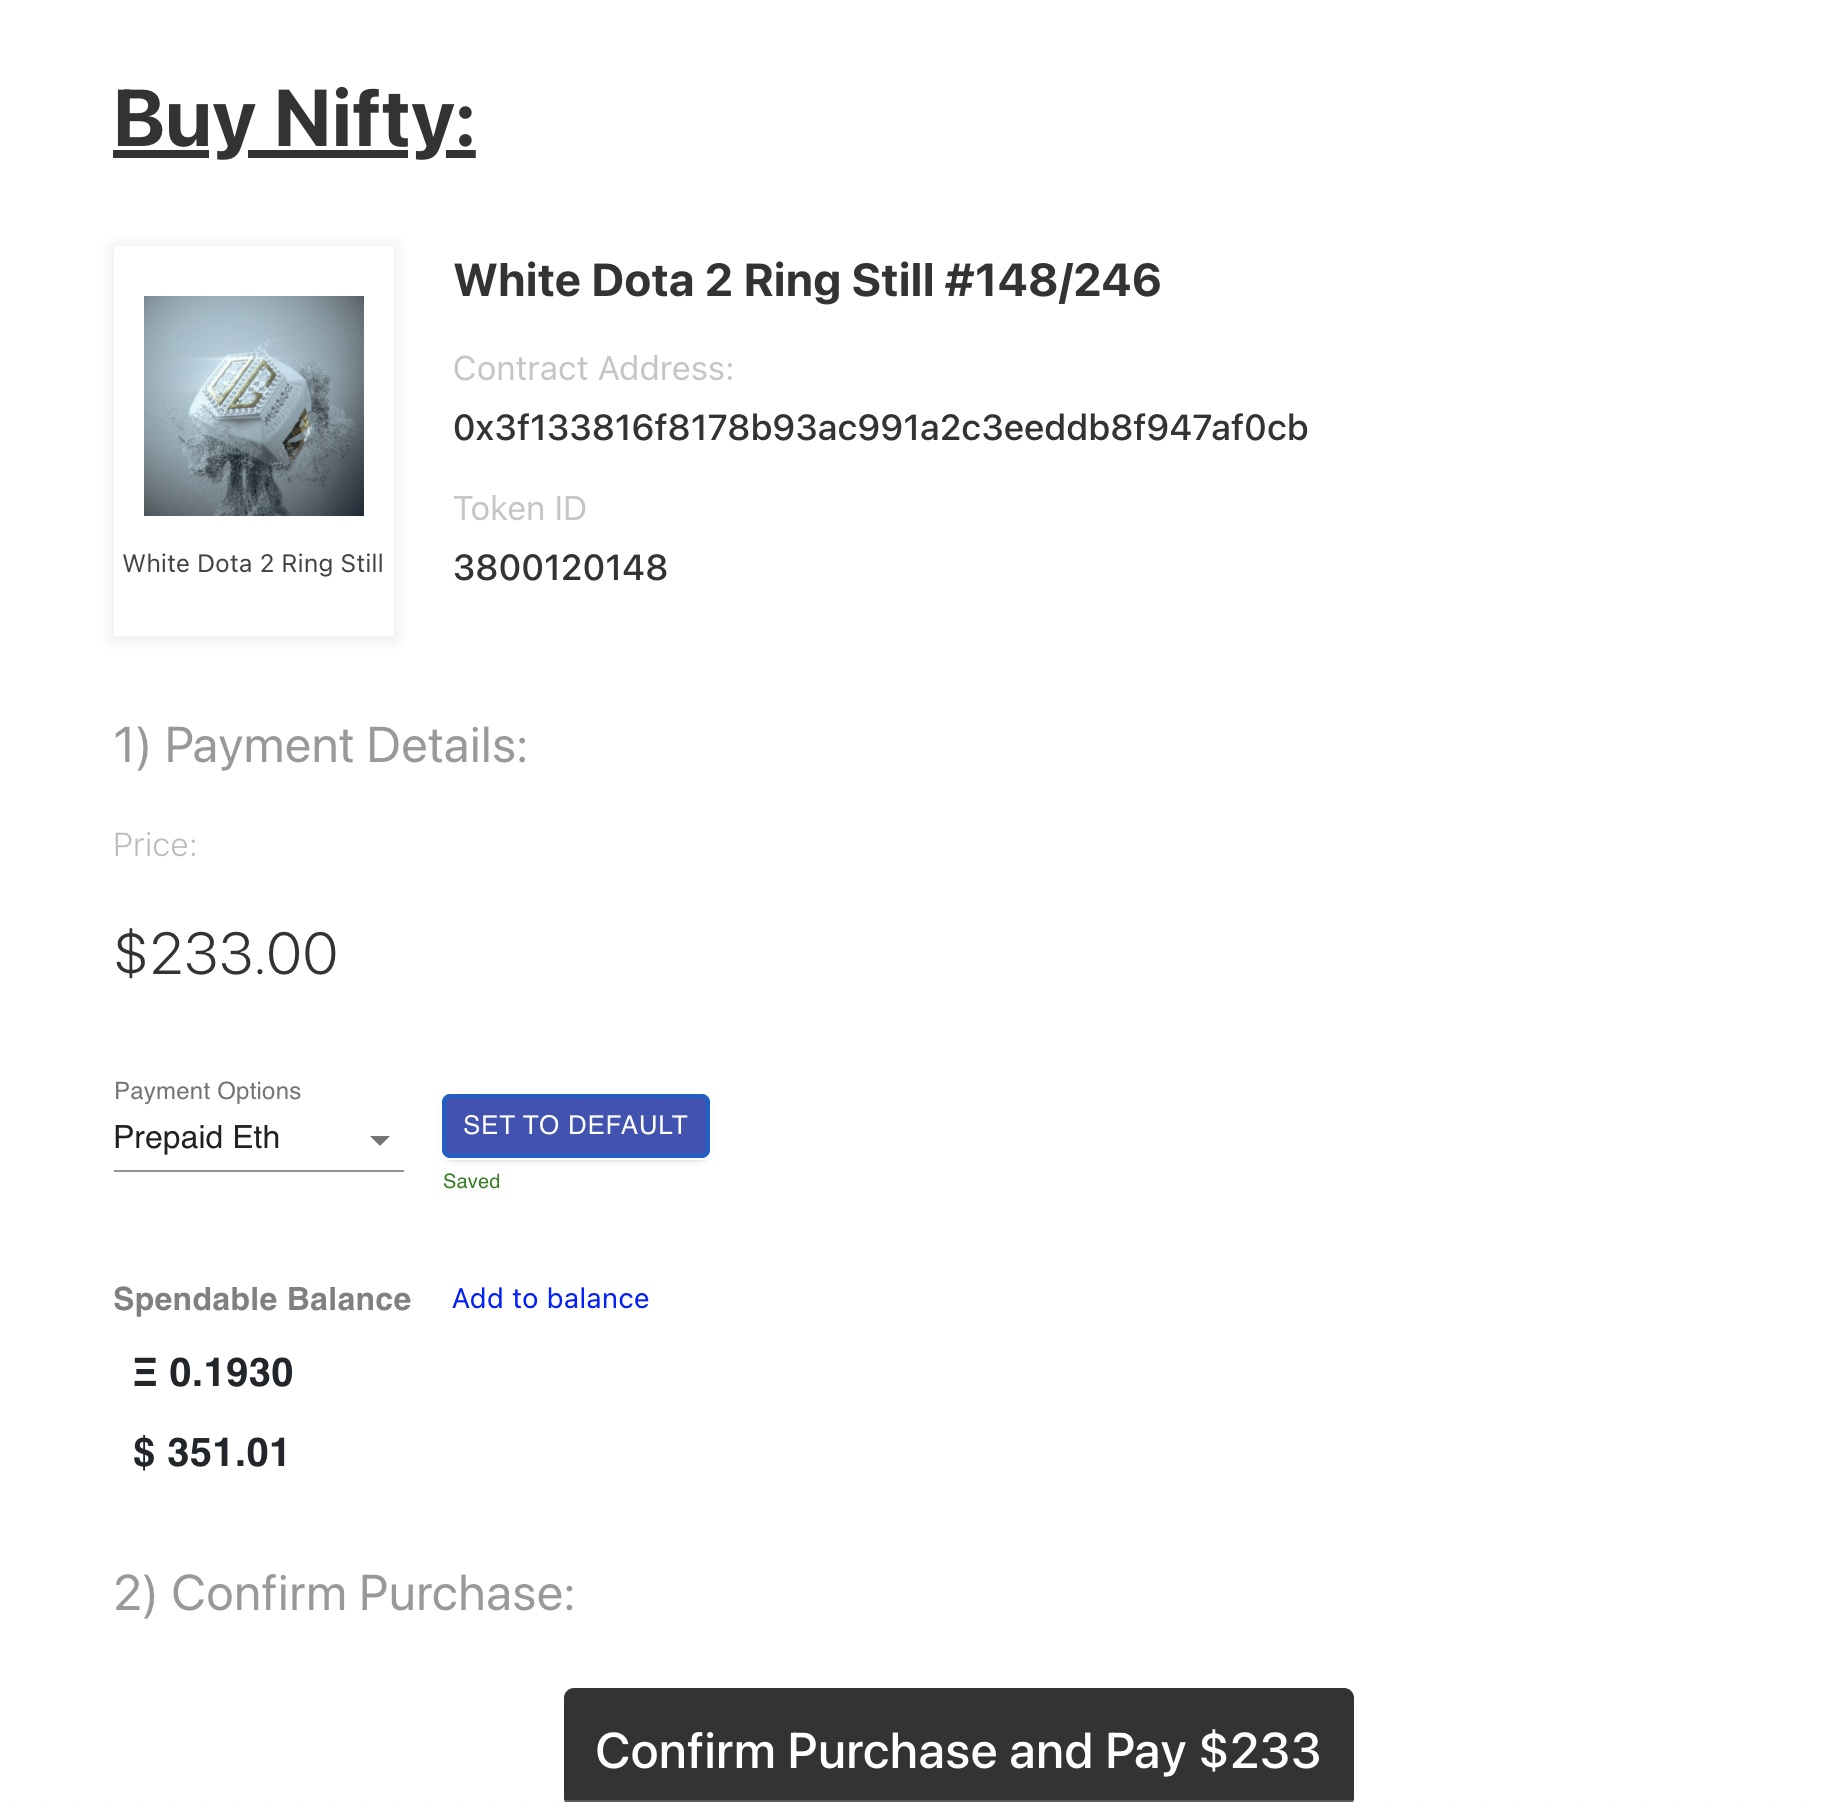 Buy Nifty:
White Dota 2 Ring Still #148/246
Contract Address:
0x3f133816f8178b93ac991a2c3eeddb8f947af0cb
Token ID
3800120148
OG
White Dota 2 Ring Still
1) Payment Details:
Price:
$233.00
Payment Options
Prepaid Eth
SET TO DEFAULT
Saved
Spendable Balance
Add to balance
Ξ 0.1930
$ 351.01
2) Confirm Purchase:
Confirm Purchase and Pay $233